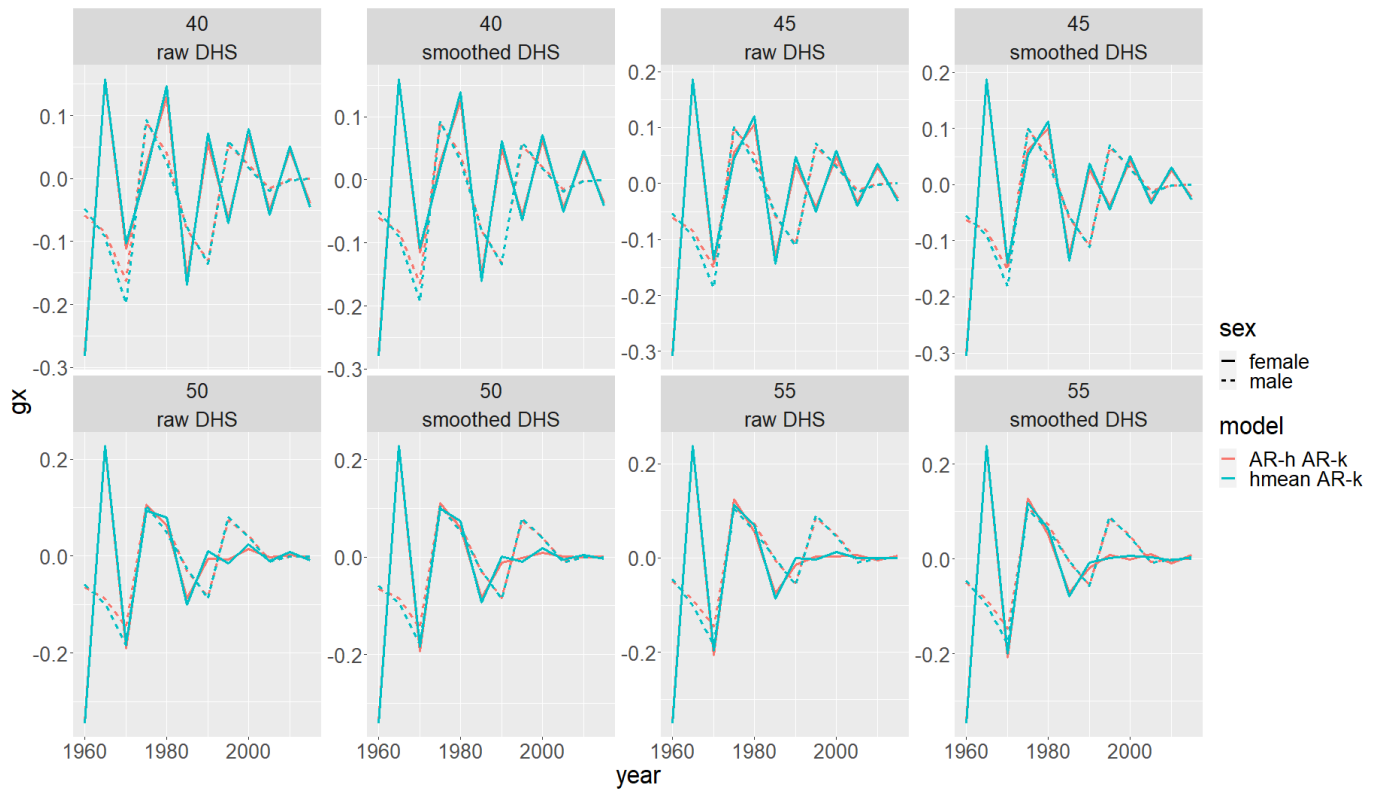 40
raw DHS
40
smoothed DHS
45
raw DHS
45
smoothed DHS
0.1
0.0
-0.1
-0.2
-0.3
0.1
0.0
-0.1
-0.2
-0.3
0.2
0.1
0.0
-0.1
-0.2
-0.3
0.2
0.1
0.0
-0.1
-0.2
-0.3
50
raw DHS
50
smoothed DHS
55
raw DHS
55
smoothed DHS
0.2
0.0
-0.2
0.2
0.0
-0.2
0.2
0.0
-0.2
0.2
0.0
-0.2
1960 1980 2000
1960 1980 2000
1960 1980 2000
1960 1980 2000
gx
year
sex
female
male
model
AR-h AR-k
hmean AR-k